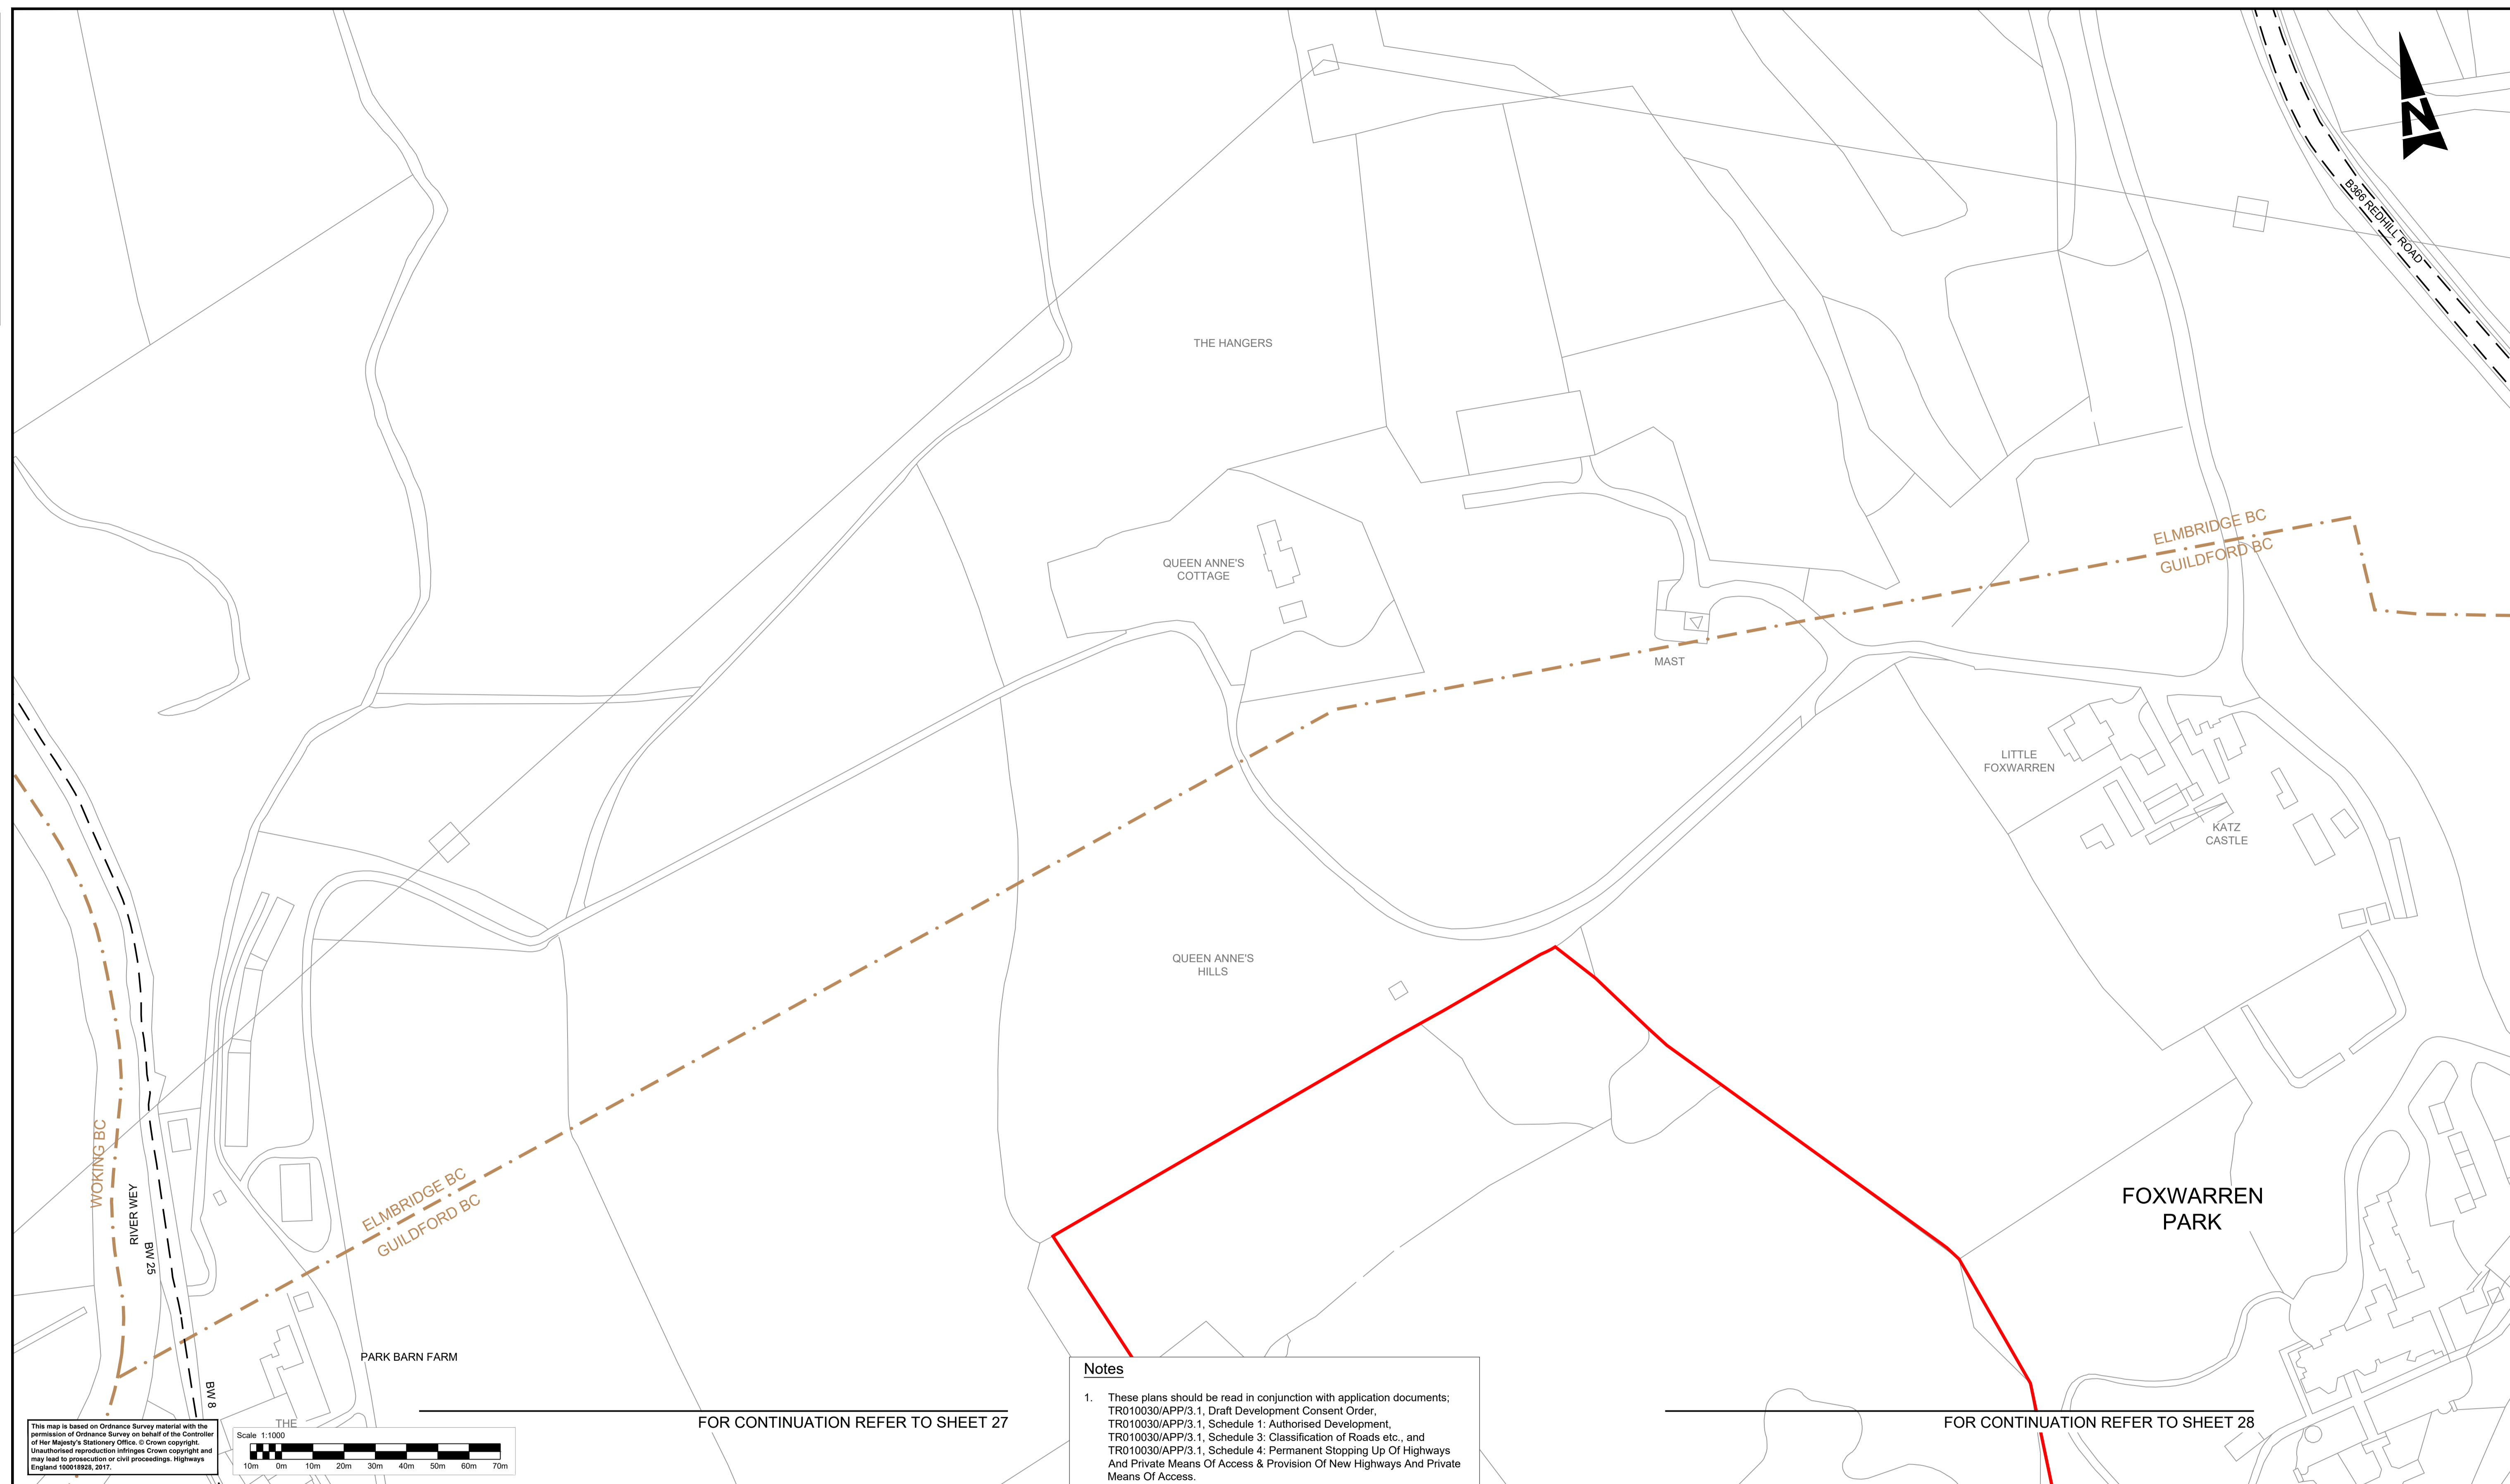 N
B366 REDHILL ROAD
THE HANGERS
ELMBRIDGE BC
GUILDFORD BC
QUEEN ANNE'S
COTTAGE
MAST
LITTLE
FOXWARREN
KATZ
CASTLE
QUEEN ANNE'S
HILLS
WOKING BC
RIVER WEY
BW 25
ELMBRIDGE BC
GUILDFORD BC
FOXWARREN
PARK
PARK BARN FARM
BW 8
THE
FOR CONTINUATION REFER TO SHEET 27
FOR CONTINUATION REFER TO SHEET 28
This map is based on Ordnance Survey material with the
permission of Ordnance Survey on behalf of the Controller
of Her Majesty's Stationery Office. © Crown copyright.
Unauthorised reproduction infringes Crown copyright and
may lead to prosecution or civil proceedings. Highways
England 100018928, 2017.
Scale 1:1000
10m 0m 10m 20m 30m 40m 50m 60m 70m
Notes
1. These plans should be read in conjunction with application documents;
TR010030/APP/3.1, Draft Development Consent Order,
TR010030/APP/3.1, Schedule 1: Authorised Development,
TR010030/APP/3.1, Schedule 3: Classification of Roads etc., and
TR010030/APP/3.1, Schedule 4: Permanent Stopping Up Of Highways
And Private Means Of Access & Provision Of New Highways And Private
Means Of Access.